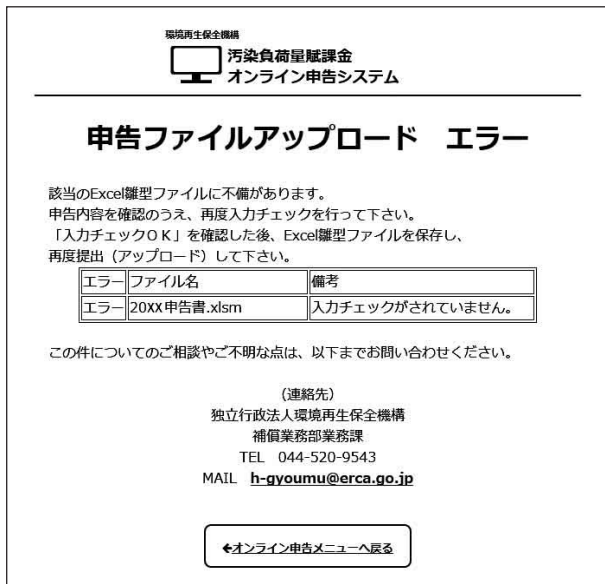 環境再生保全機構
汚染負荷量賦課金
オンライン申告システム
申告ファイルアップロード　エラー
該当のExcel雛型ファイルに不備があります。
申告内容を確認のうえ、再度入力チェックを行って下さい。
「入力チェックＯＫ」を確認した後、Excel雛型ファイルを保存し、
再度提出（アップロード）して下さい。
エラー ファイル名 備考
エラー 20XX申告書.xlsm 入力チェックがされていません。
この件についてのご相談やご不明な点は、以下までお問い合わせください。
（連絡先）
独立行政法人環境再生保全機構
補償業務部業務課
TEL　044-520-9543
MAIL　h-gyoumu@erca.go.jp
←オンライン申告メニューへ戻る